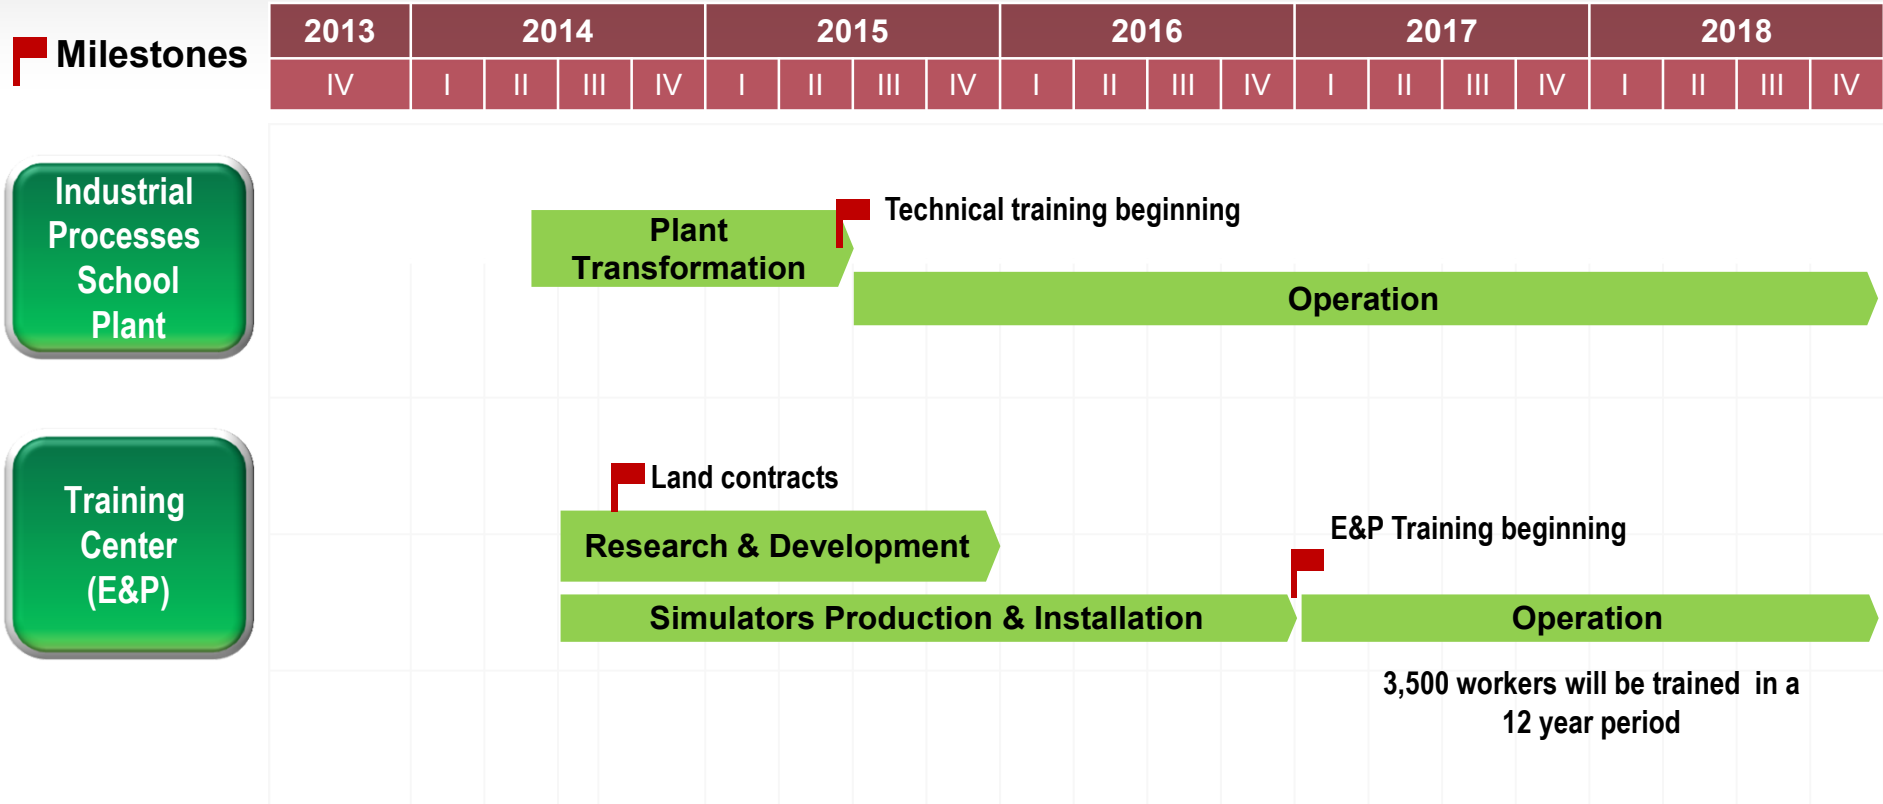 Milestones
2013 2014 2015 2016 2017 2018
IV I II III IV I II III IV I II III IV I II III IV I II III IV
Industrial
Processes
School
Plant
Plant
Transformation
Technical training beginning
Operation
Training
Center
(E&P)
Land contracts
Research & Development
E&P Training beginning
Simulators Production & Installation
Operation
3,500 workers will be trained in a
12 year period